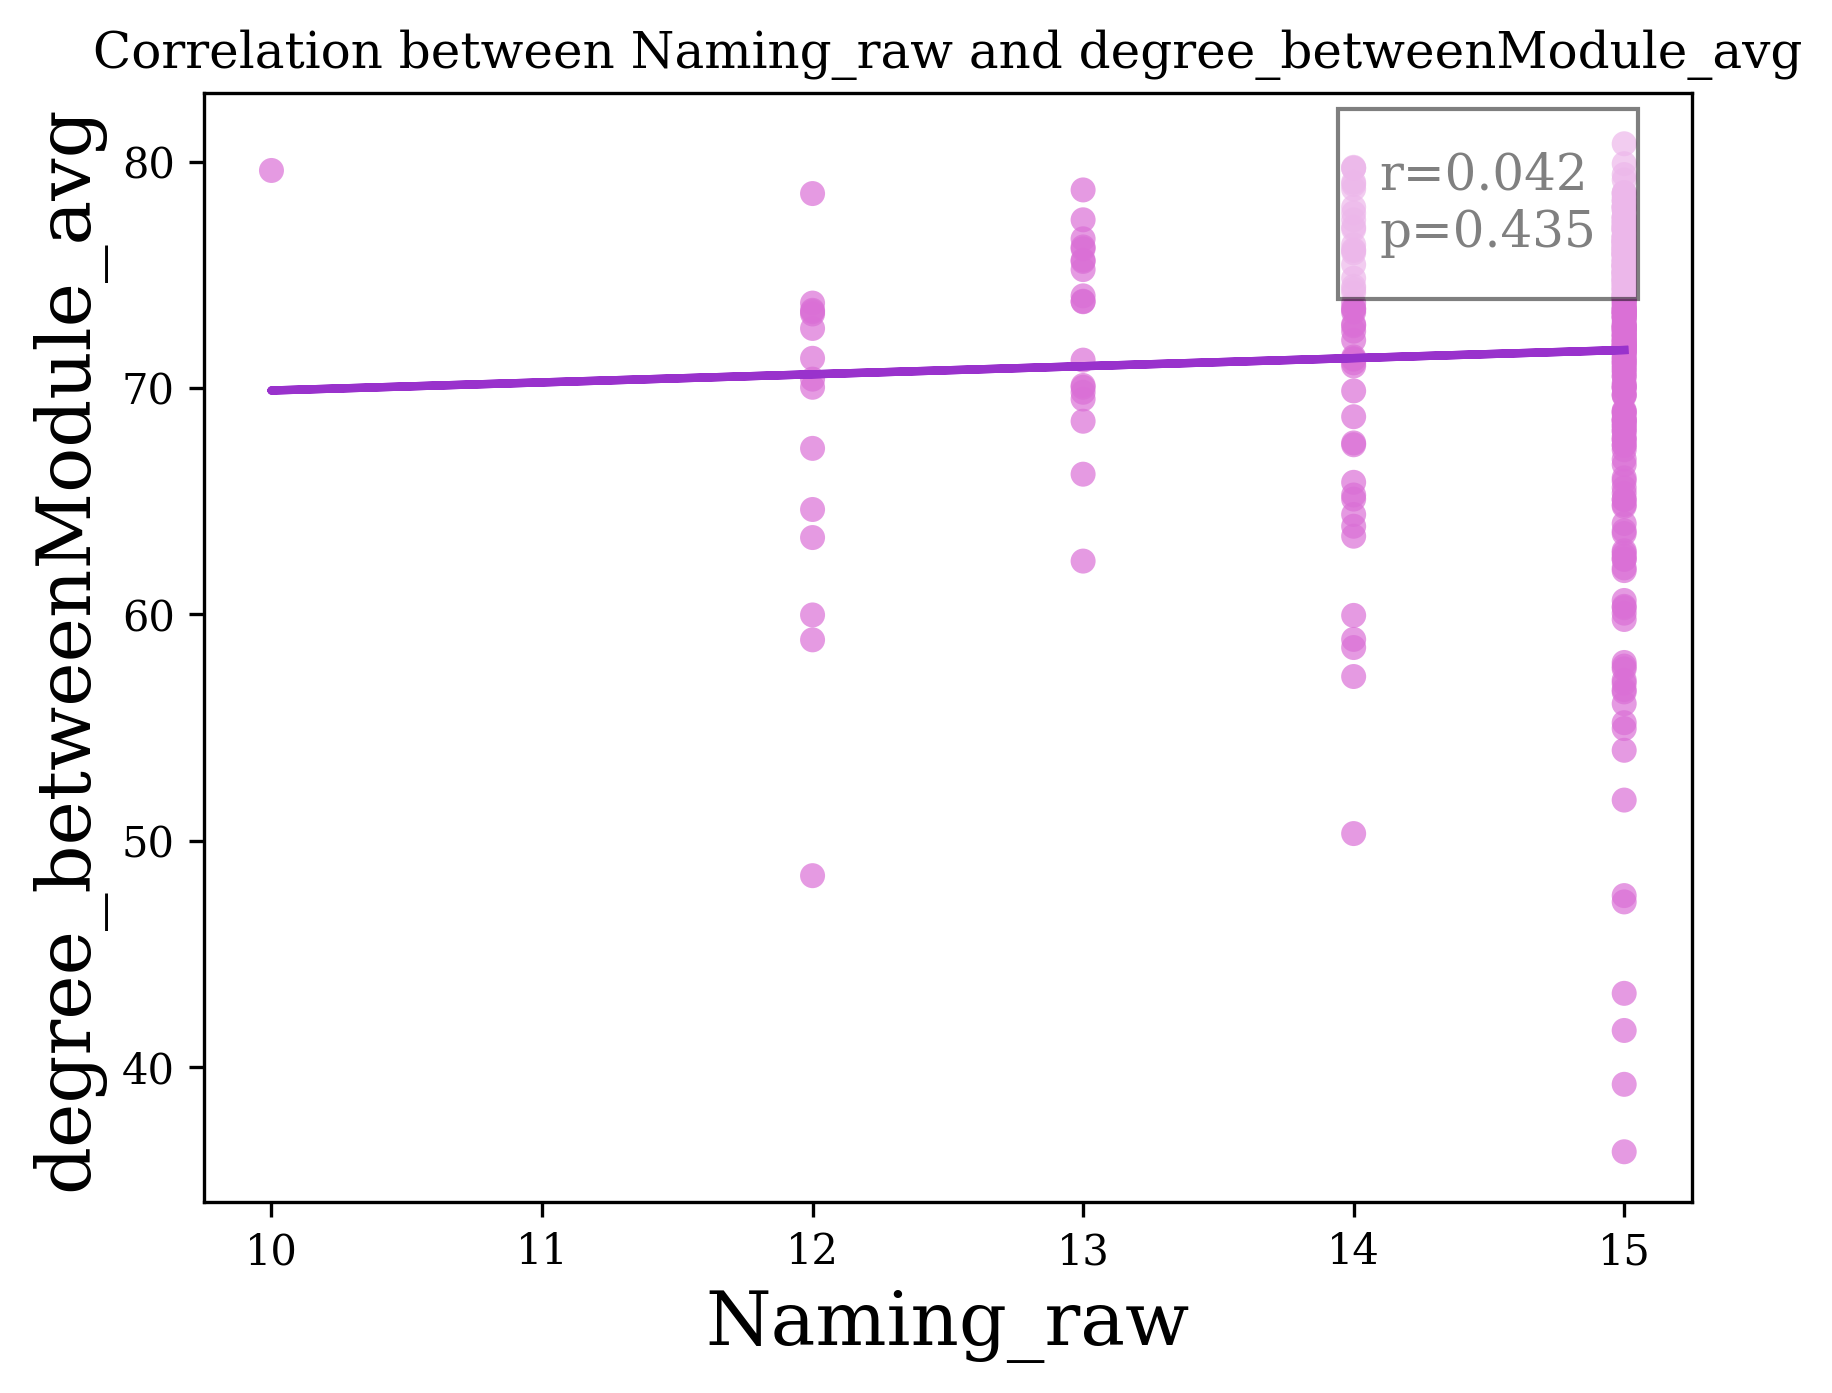 Correlation between Naming_raw and degree_betweenModule_avg
r=0.042
p=0.435
degree_betweenModule_avg
80
70
60
50
40
10 11 12 13 14 15
Naming_raw